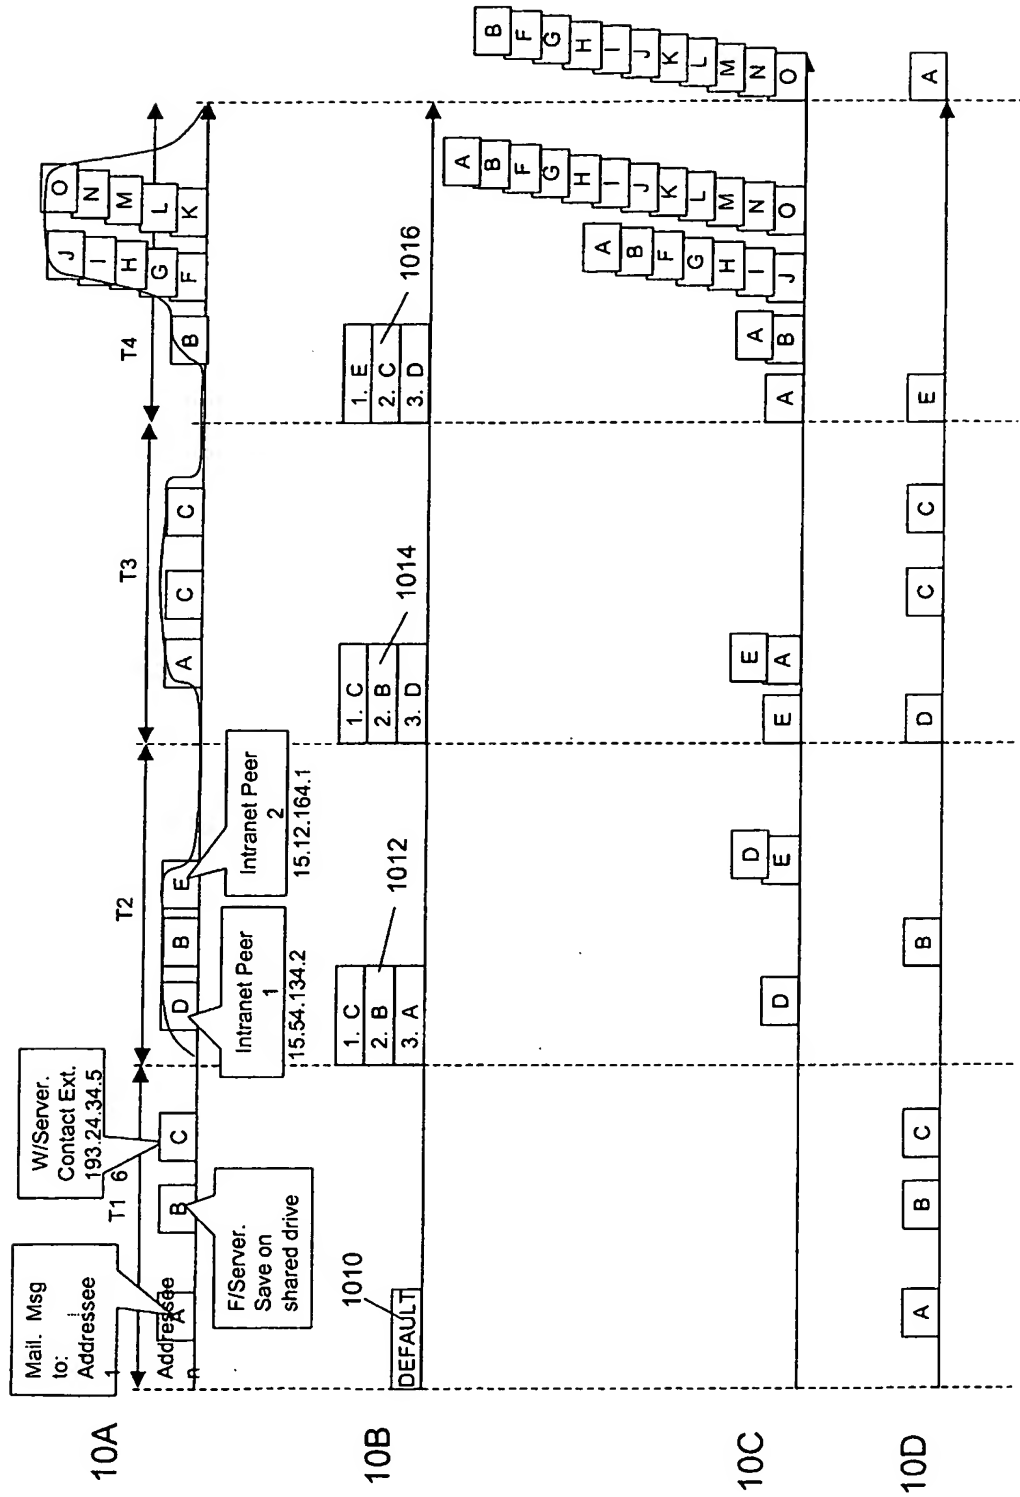 Mail. Msg
to:
Addressee
1
Addressee
n
W/Server.
Contact Ext.
193.24.34.5
6
T1
T2
T3
T4
10A
A
B
C
D
B
E
A
C
C
B
J
I
H
G
F
O
N
M
L
K
F/Server.
Save on
shared drive
Intranet Peer
1
15.54.134.2
Intranet Peer
2
15.12.164.1
10B
1010
DEFAULT
1012
1. C
2. B
3. A
1014
1. C
2. B
3. D
1016
1. E
2. C
3. D
10C
D
D
E
E
E
A
A
A
B
A
B
F
G
H
I
J
A
B
F
G
H
I
J
K
L
M
N
O
B
F
G
H
I
J
K
L
M
N
O
10D
A
B
C
B
D
C
C
E
A